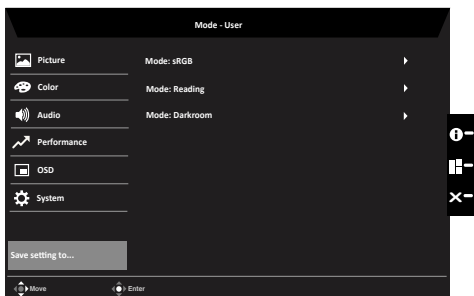 Mode - User
Picture
Color
Audio
Performance
OSD
System
Save setting to...
Mode: sRGB
Mode: Reading
Mode: Darkroom
Move
Enter